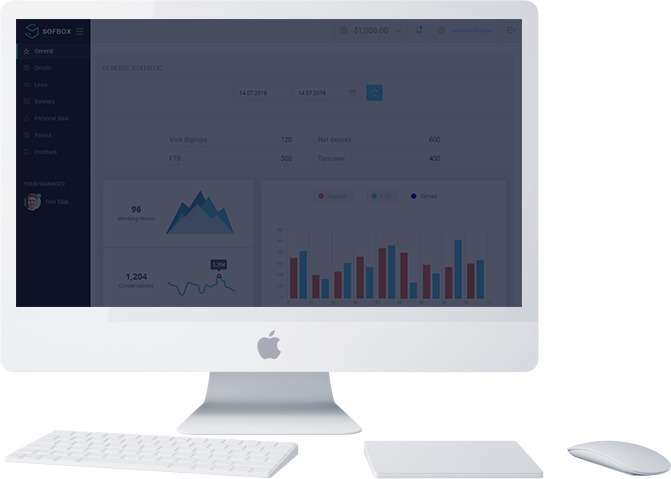 SOFBOX
$1,000.00
General
Details
Links
Banners
Personal data
Payout
Postback
YOUR MANAGER
Tom Tiler
GENERAL STATISTIC
14.07.2018 14.07.2018
Visit Signups 120 Net deposit 600
FTD 500 Turn over 400
96
Working Hours
1,204
Conversations
1,204
Signups FTD Earned